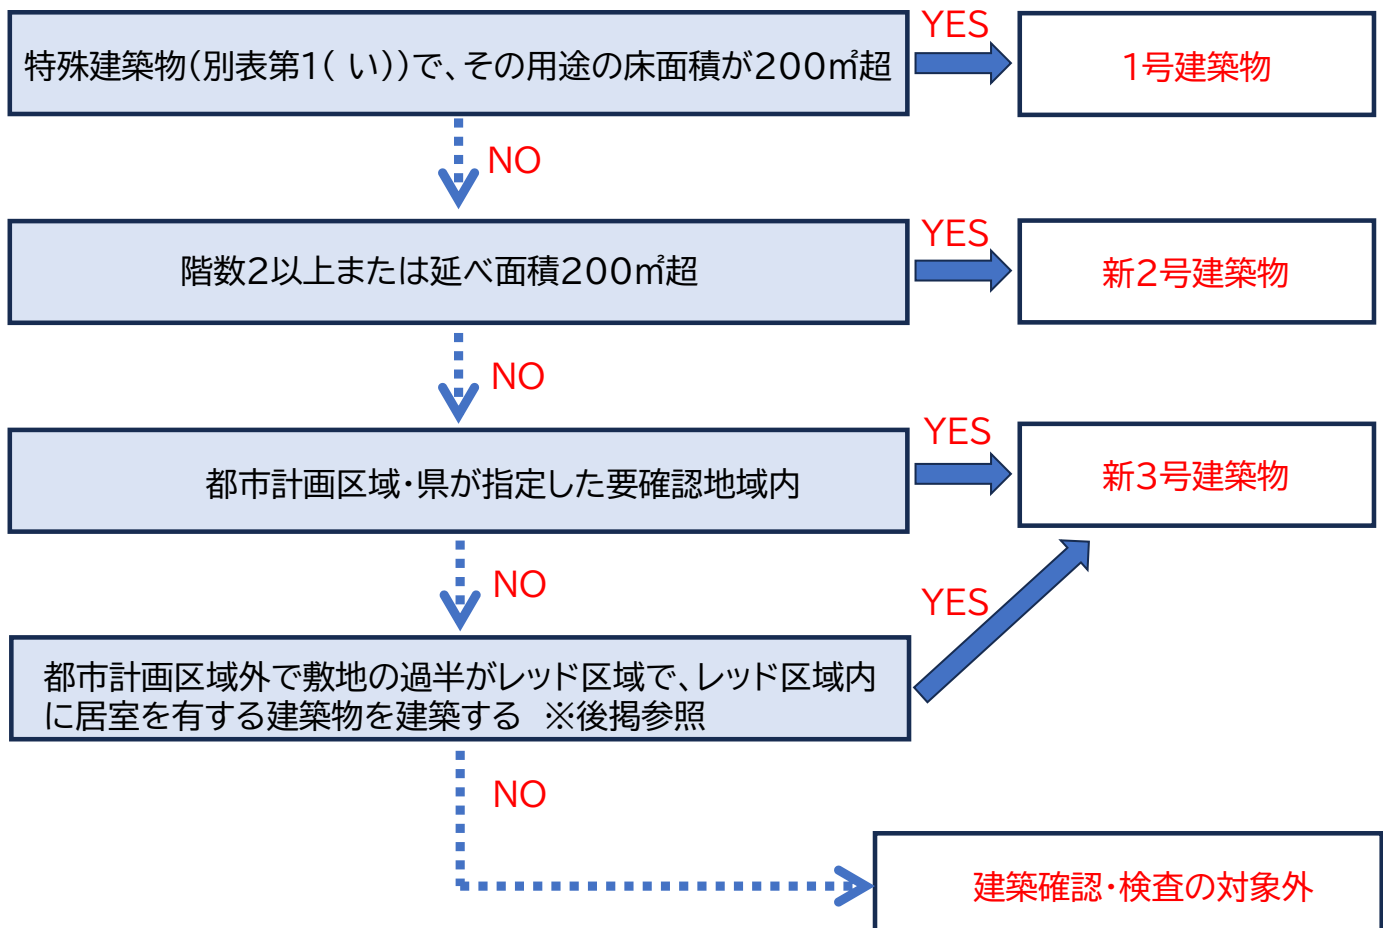 特殊建築物(別表第1( い))で、その用途の床面積が200㎡超
YES
1号建築物
NO
階数2以上または延べ面積200㎡超
YES
新2号建築物
NO
都市計画区域・県が指定した要確認地域内
YES
新3号建築物
NO
都市計画区域外で敷地の過半がレッド区域で、レッド区域内
に居室を有する建築物を建築する　※後掲参照
YES
NO
建築確認・検査の対象外